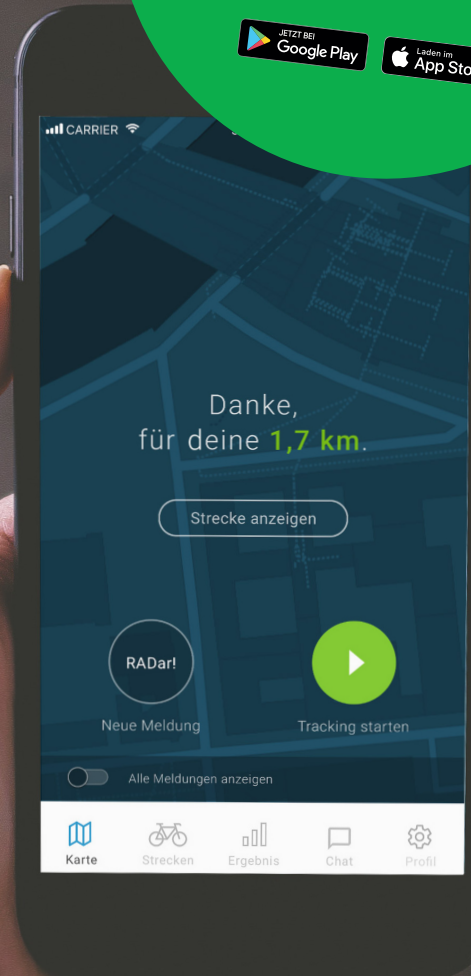 JETZT BEI
Google Play
Laden im
App Sto
CARRIER
Danke,
für deine 1,7 km.
Strecke anzeigen
RADar!
Neue Meldung
Tracking starten
Alle Meldungen anzeigen
Karte
Strecken
Ergebnis
Chat
Profil